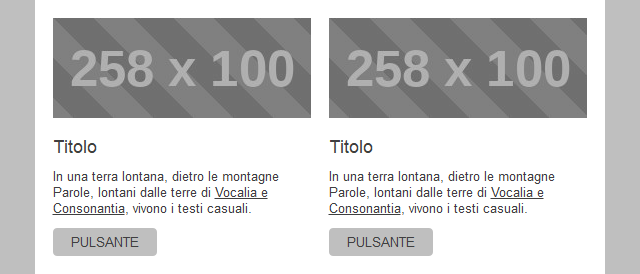 258 x 100
Titolo
In una terra lontana, dietro le montagne
Parole, lontani dalle terre di Vocalia e
Consonantia, vivono i testi casuali.
PULSANTE
258 x 100
Titolo
In una terra lontana, dietro le montagne
Parole, lontani dalle terre di Vocalia e
Consonantia, vivono i testi casuali.
PULSANTE